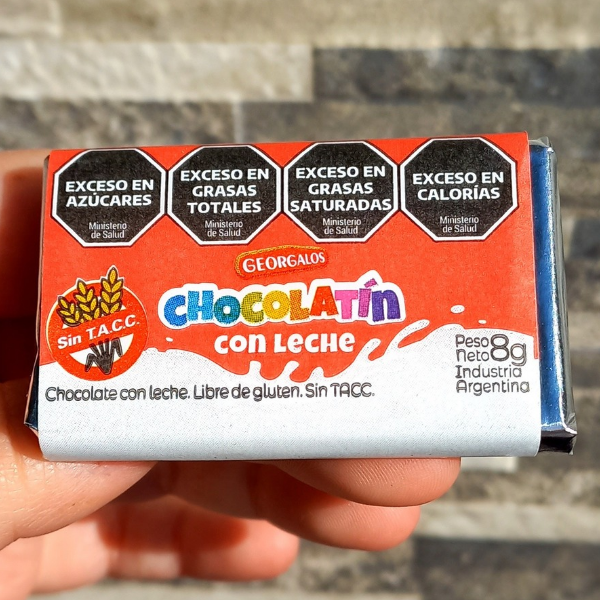 EXCESO EN
AZÚCARES
Ministerio
de Salud
EXCESO EN
GRASAS
TOTALES
Ministerio
de Salud
EXCESO EN
GRASAS
SATURADAS
Ministerio
de Salud
EXCESO EN
CALORÍAS
Ministerio
de Salud
GEORGALOS
CHOCOLATÍN
CON LECHE
Sin T.A.C.C.
Peso
Neto 8g
Industria
Argentina
Chocolate con leche. Libre de gluten. Sin TACC.